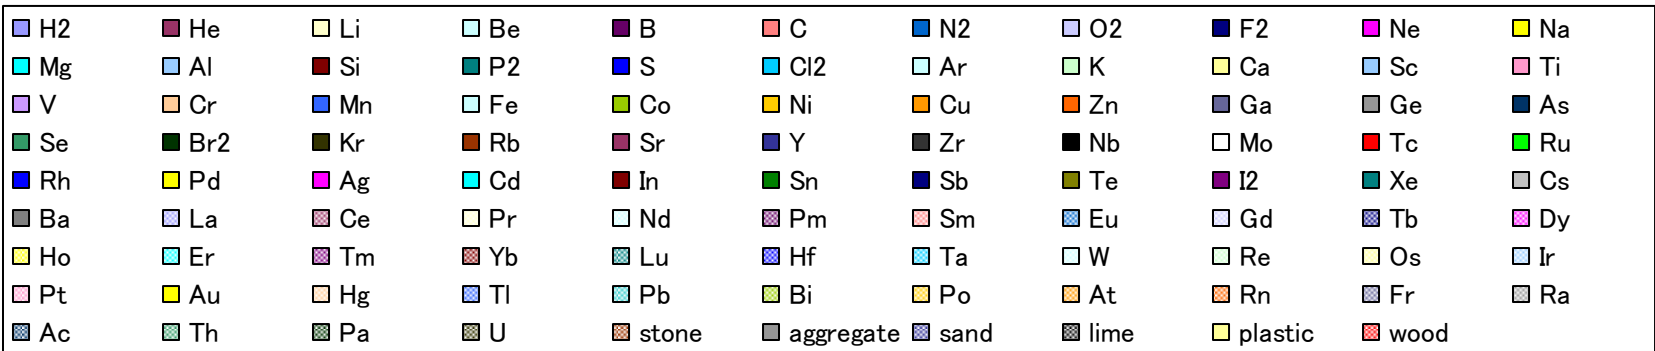 H2 He Li Be B C N2 O2 F2 Ne Na
Mg Al Si P2 S Cl2 Ar K Ca Sc Ti
V Cr Mn Fe Co Ni Cu Zn Ga Ge As
Se Br2 Kr Rb Sr Y Zr Nb Mo Tc Ru
Rh Pd Ag Cd In Sn Sb Te I2 Xe Cs
Ba La Ce Pr Nd Pm Sm Eu Gd Tb Dy
Ho Er Tm Yb Lu Hf Ta W Re Os Ir
Pt Au Hg Tl Pb Bi Po At Rn Fr Ra
Ac Th Pa U stone aggregate sand lime plastic wood